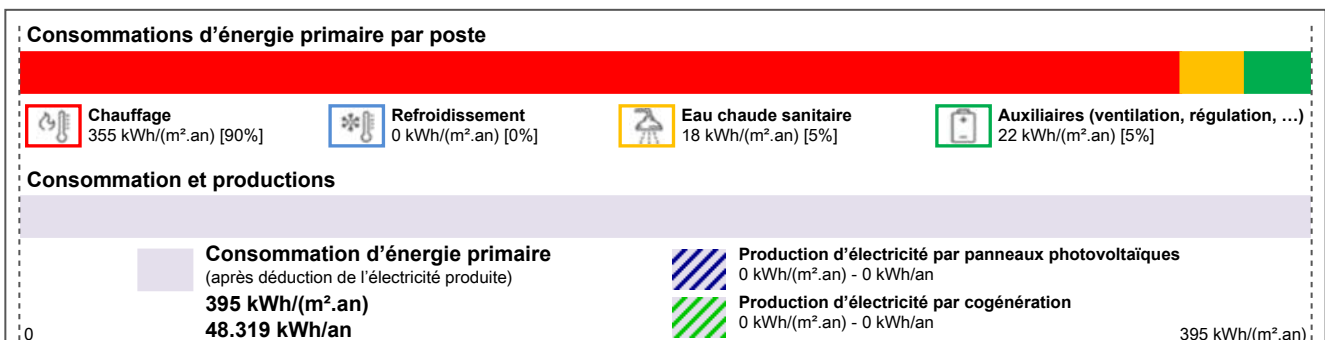 Consommations d’énergie primaire par poste
Chauffage
355 kWh/(m².an) [90%]
Refroidissement
0 kWh/(m².an) [0%]
Eau chaude sanitaire
18 kWh/(m².an) [5%]
Auxiliaires (ventilation, régulation, …)
22 kWh/(m².an) [5%]
Consommation et productions
Consommation d’énergie primaire
(après déduction de l’électricité produite)
395 kWh/(m².an)
48.319 kWh/an
Production d’électricité par panneaux photovoltaïques
0 kWh/(m².an) - 0 kWh/an
Production d’électricité par cogénération
0 kWh/(m².an) - 0 kWh/an
0
395 kWh/(m².an)